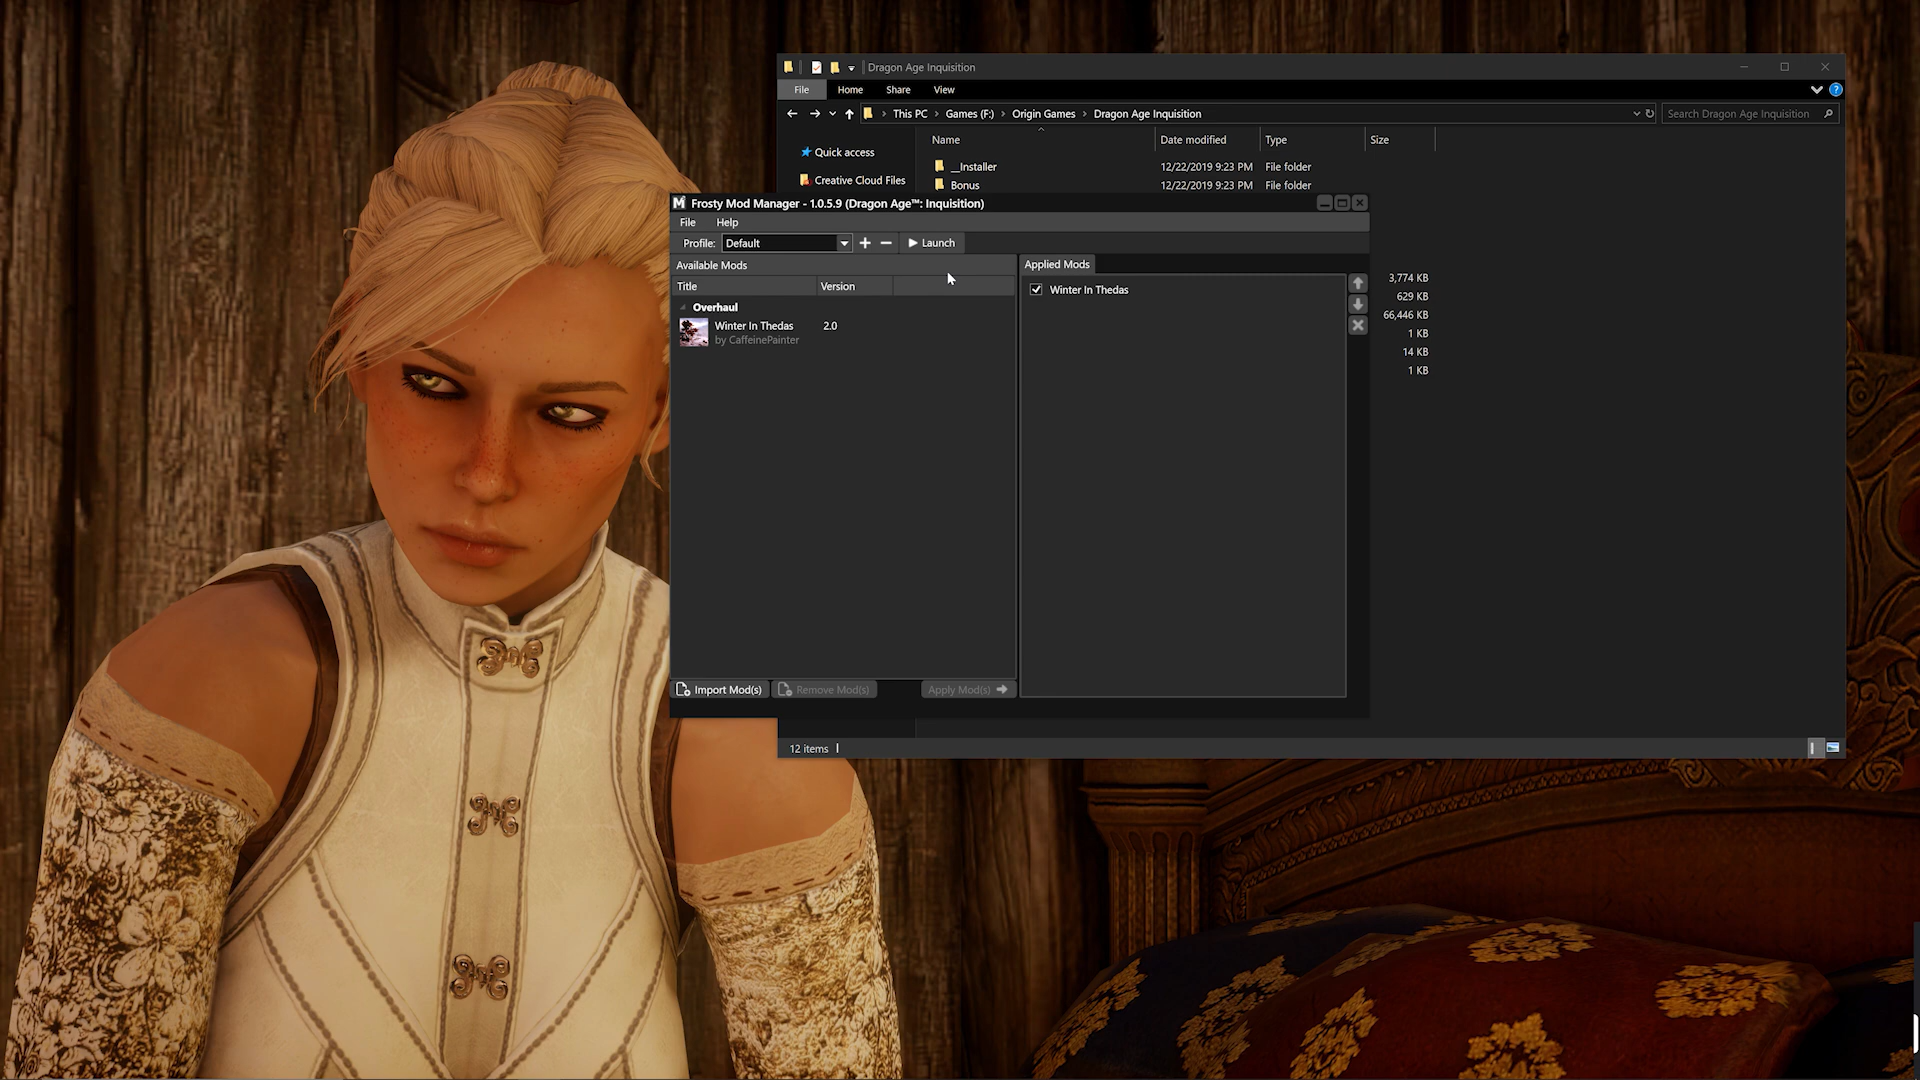 Dragon Age Inquisition
File Home Share View
This PC > Games (F:) > Origin Games > Dragon Age Inquisition
Search Dragon Age Inquisition
Name Date modified Type Size
Quick access
Creative Cloud Files
__Installer 12/22/2019 9:23 PM File folder
Bonus 12/22/2019 9:23 PM File folder
Frosty Mod Manager - 1.0.5.9 (Dragon Age™: Inquisition)
File Help
Profile: Default Launch
Available Mods
Title Version
Overhaul
Winter In Thedas 2.0
by CaffeinePainter
Applied Mods
Winter In Thedas
3,774 KB
629 KB
66,446 KB
1 KB
14 KB
1 KB
Import Mod(s) Remove Mod(s) Apply Mod(s)
12 items